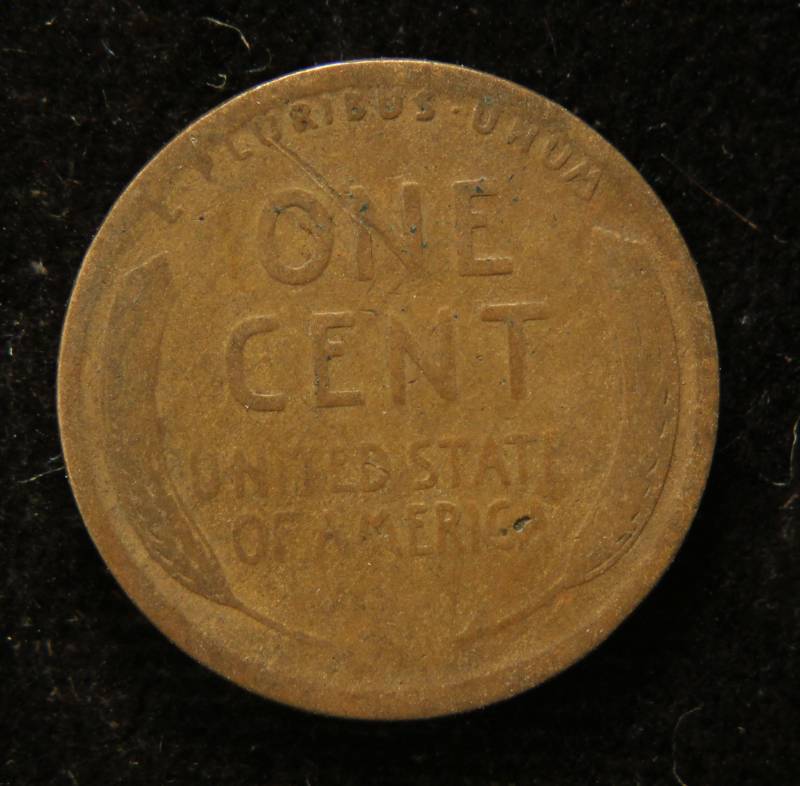 E PLURIBUS · UNUM
ONE
CENT
UNITED STATES
OF AMERICA